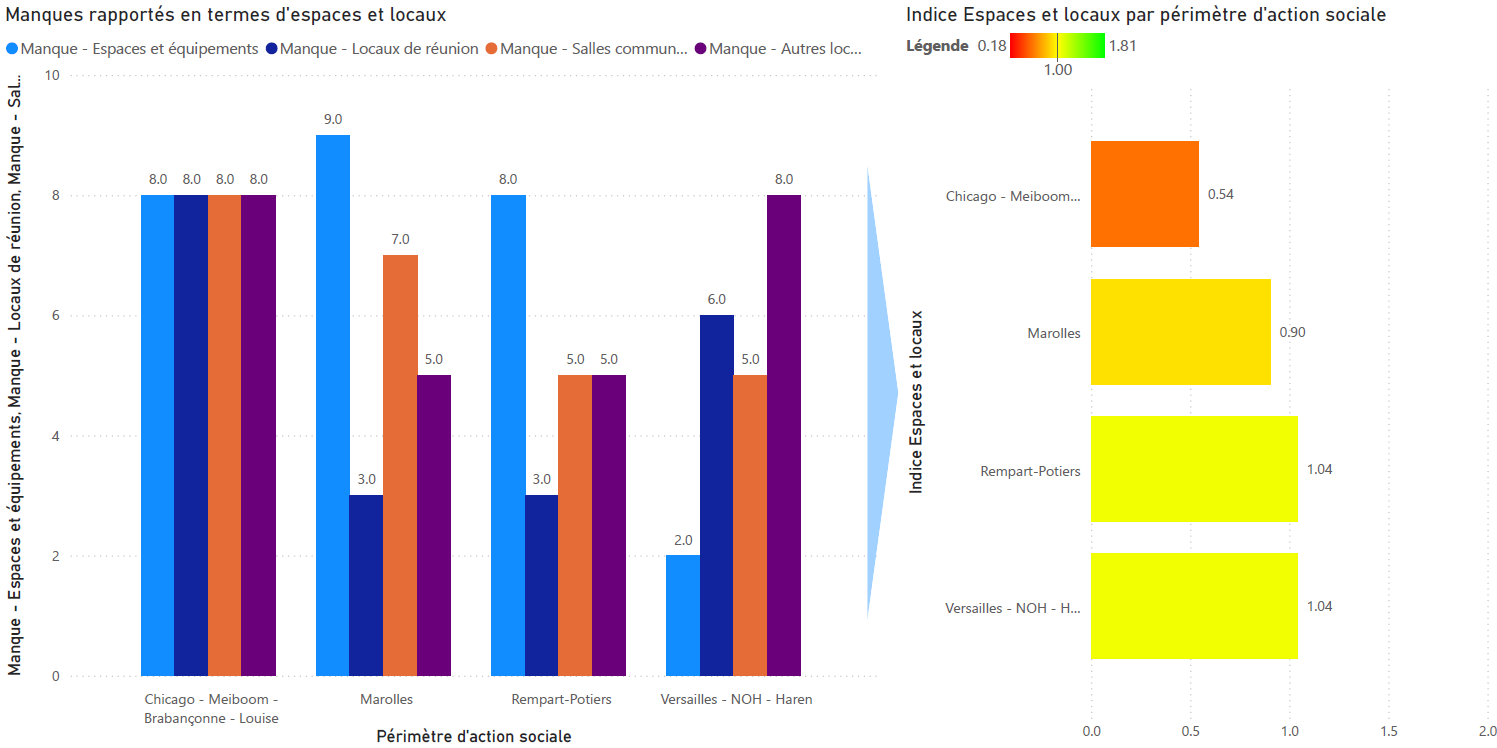 Manques rapportés en termes d'espaces et locaux
Manque - Espaces et équipements Manque - Locaux de réunion Manque - Salles commun... Manque - Autres loc...
Manque - Espaces et équipements, Manque - Locaux de réunion, Manque - Sal...
10
8
6
4
2
0
8.0 8.0 8.0 8.0
9.0 3.0 7.0 5.0
8.0 3.0 5.0 5.0
2.0 6.0 5.0 8.0
Chicago - Meiboom -
Brabançonne - Louise
Marolles
Rempart-Potiers
Versailles - NOH - Haren
Périmètre d'action sociale
Indice Espaces et locaux par périmètre d'action sociale
Légende 0.18 1.81
1.00
Indice Espaces et locaux
Chicago - Meiboom... 0.54
Marolles 0.90
Rempart-Potiers 1.04
Versailles - NOH - H... 1.04
0.0 0.5 1.0 1.5 2.0